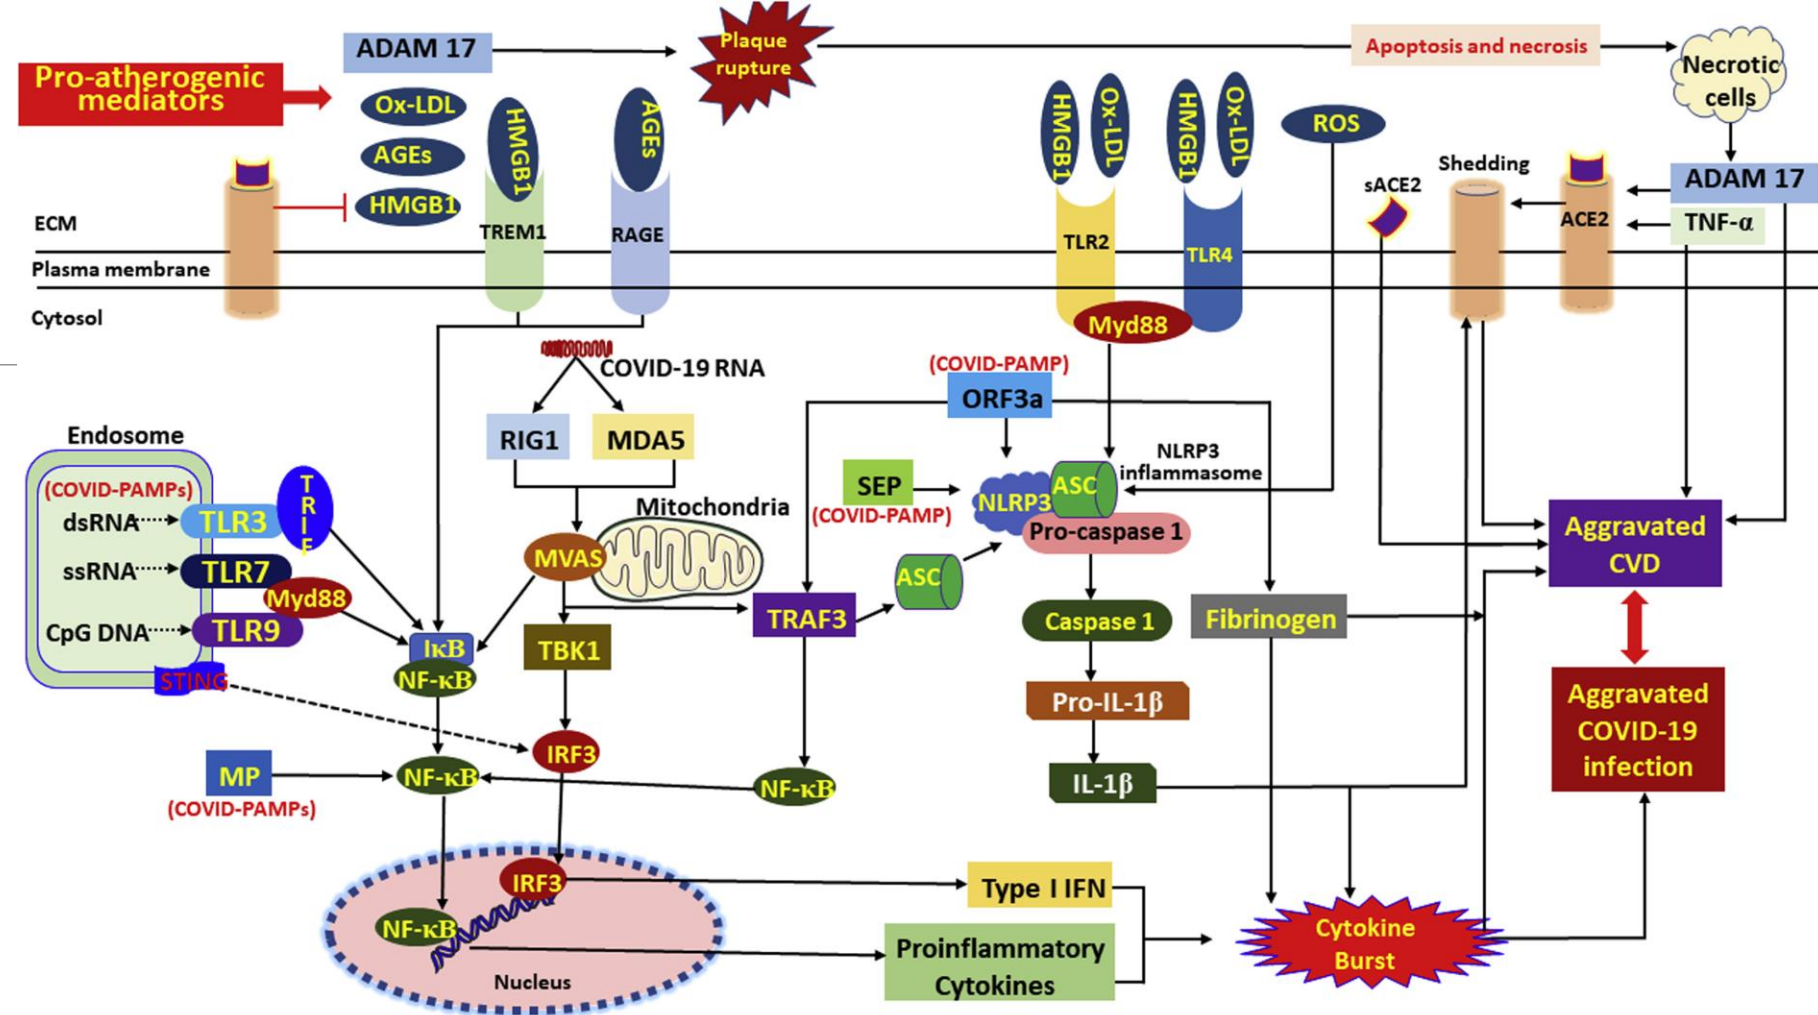 ADAM 17
Plaque
rupture
Apoptosis and necrosis
Necrotic
cells
Pro-atherogenic
mediators
Ox-LDL
AGEs
HMGB1
HMGB1
AGEs
HMGB1
Ox-LDL
HMGB1
Ox-LDL
ROS
Shedding
sACE2
ADAM 17
ACE2
TNF-α
ECM
TREM1
RAGE
TLR2
TLR4
Plasma membrane
Cytosol
Myd88
COVID-19 RNA
(COVID-PAMP)
ORF3a
RIG1
MDA5
NLRP3
inflammasome
Endosome
(COVID-PAMPs)
dsRNA
TLR3
TRIF
ssRNA
TLR7
Myd88
CpG DNA
TLR9
STING
Mitochondria
MVAS
SEP
(COVID-PAMP)
NLRP3
ASC
Pro-caspase 1
ASC
Aggravated
CVD
IκB
NF-κB
TBK1
TRAF3
Caspase 1
Fibrinogen
Pro-IL-1β
Aggravated
COVID-19
infection
IRF3
MP
(COVID-PAMPs)
NF-κB
NF-κB
IL-1β
IRF3
NF-κB
Nucleus
Type I IFN
Proinflammatory
Cytokines
Cytokine
Burst